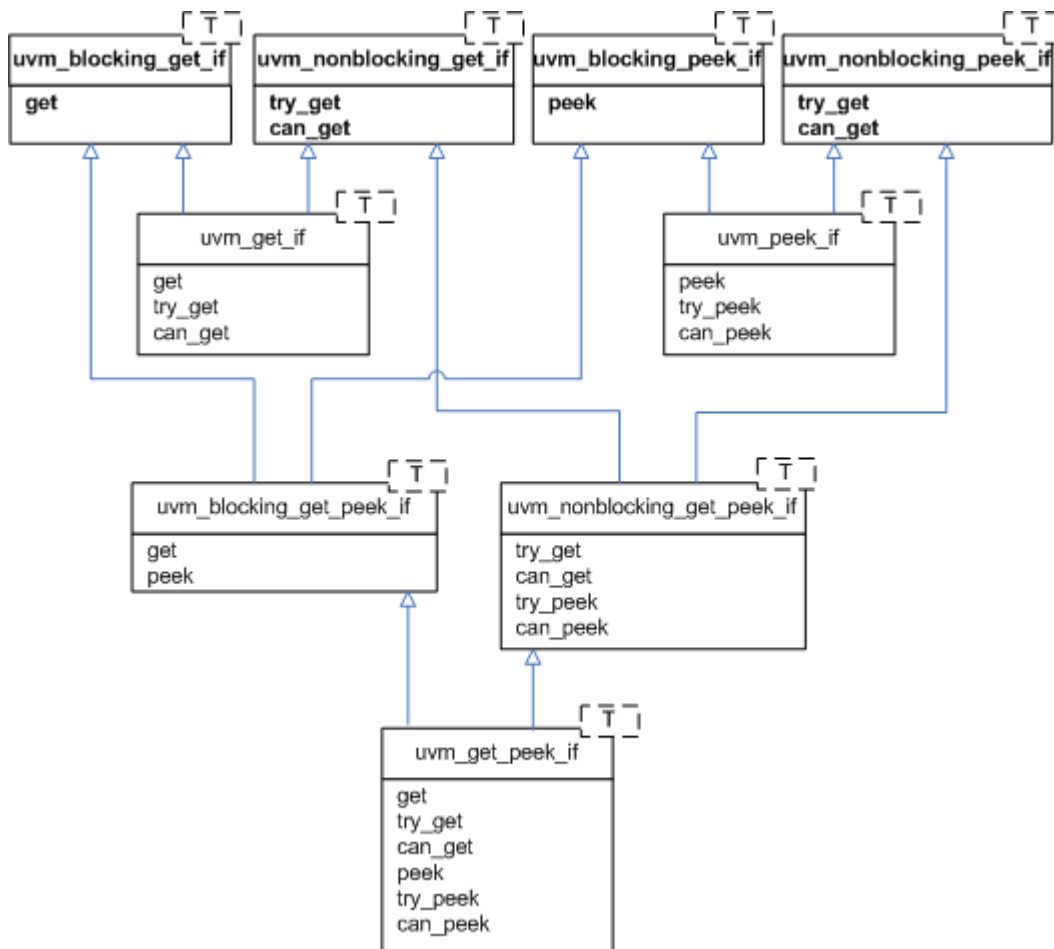 T
uvm_blocking_get_if
get
T
uvm_nonblocking_get_if
try_get
can_get
T
uvm_blocking_peek_if
peek
T
uvm_nonblocking_peek_if
try_get
can_get
T
uvm_get_if
get
try_get
can_get
T
uvm_peek_if
peek
try_peek
can_peek
T
uvm_blocking_get_peek_if
get
peek
T
uvm_nonblocking_get_peek_if
try_get
can_get
try_peek
can_peek
T
uvm_get_peek_if
get
try_get
can_get
peek
try_peek
can_peek